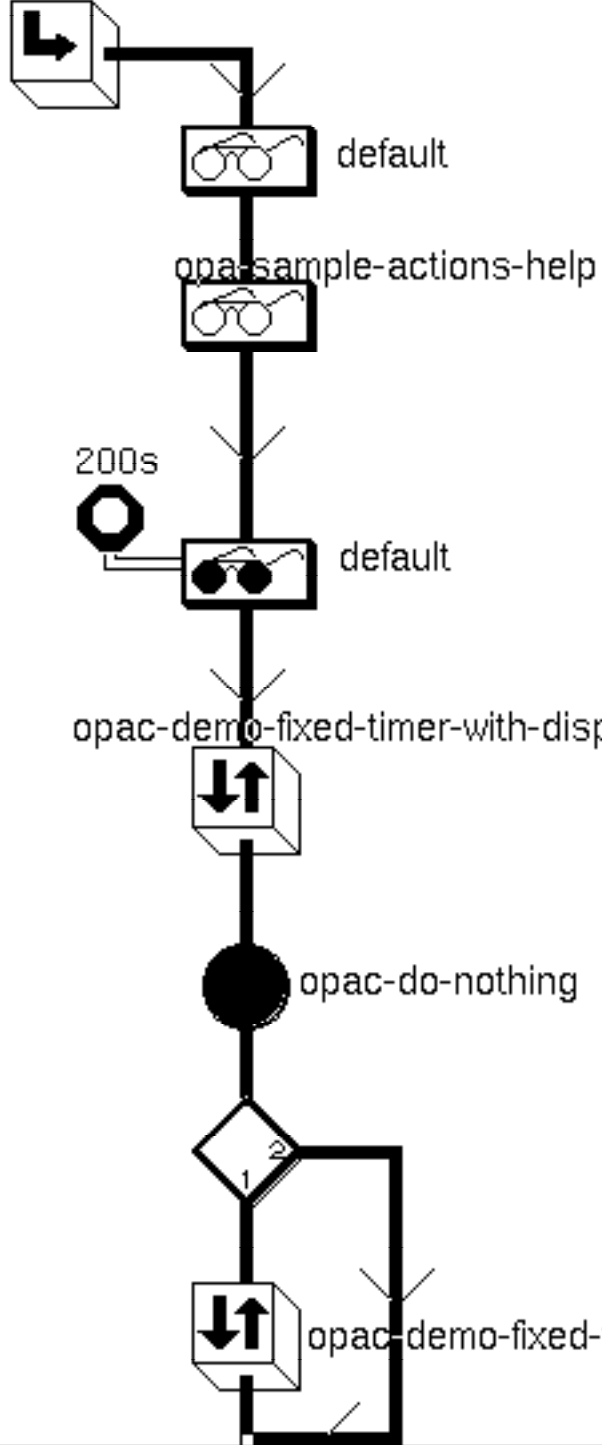 default
opa-sample-actions-help
200s
default
opac-demo-fixed-timer-with-disp
opac-do-nothing
2
1
opac-demo-fixed-